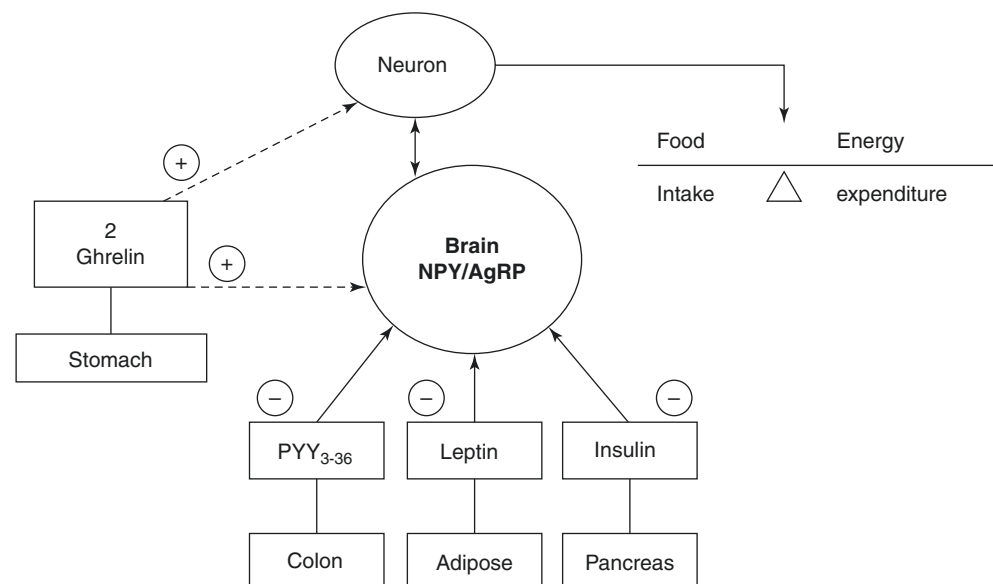 Neuron
Food Energy
Intake expenditure
+
2
Ghrelin
+
Brain
NPY/AgRP
Stomach
− − −
PYY3-36 Leptin Insulin
Colon Adipose Pancreas